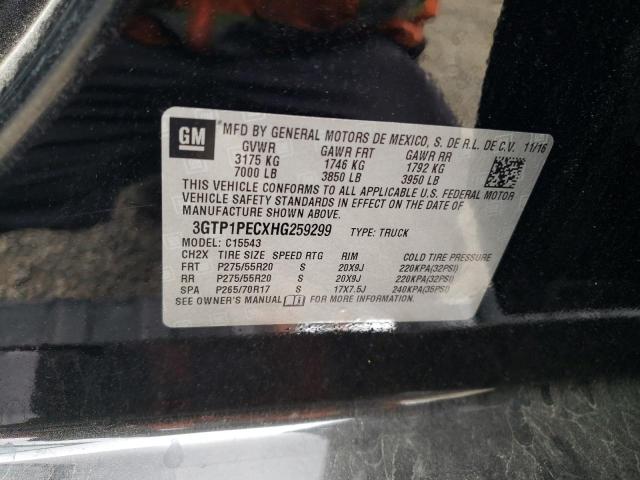 GM *MFD BY GENERAL MOTORS DE MEXICO, S. DE R.L. DE C.V. 11/16
GVWR GAWR FRT GAWR RR
3175 KG 1746 KG 1792 KG
7000 LB 3850 LB 3950 LB
THIS VEHICLE CONFORMS TO ALL APPLICABLE U.S. FEDERAL MOTOR
VEHICLE SAFETY STANDARDS IN EFFECT ON THE DATE OF
MANUFACTURE SHOWN ABOVE.
3GTP1PECXHG259299 TYPE: TRUCK
MODEL: C15543
CH2X TIRE SIZE SPEED RTG RIM COLD TIRE PRESSURE
FRT P275/55R20 S 20X9J 220KPA(32PSI)
RR P275/55R20 S 20X9J 220KPA(32PSI)
SPA P265/70R17 S 17X7.5J 240KPA(35PSI)
SEE OWNER'S MANUAL FOR MORE INFORMATION.